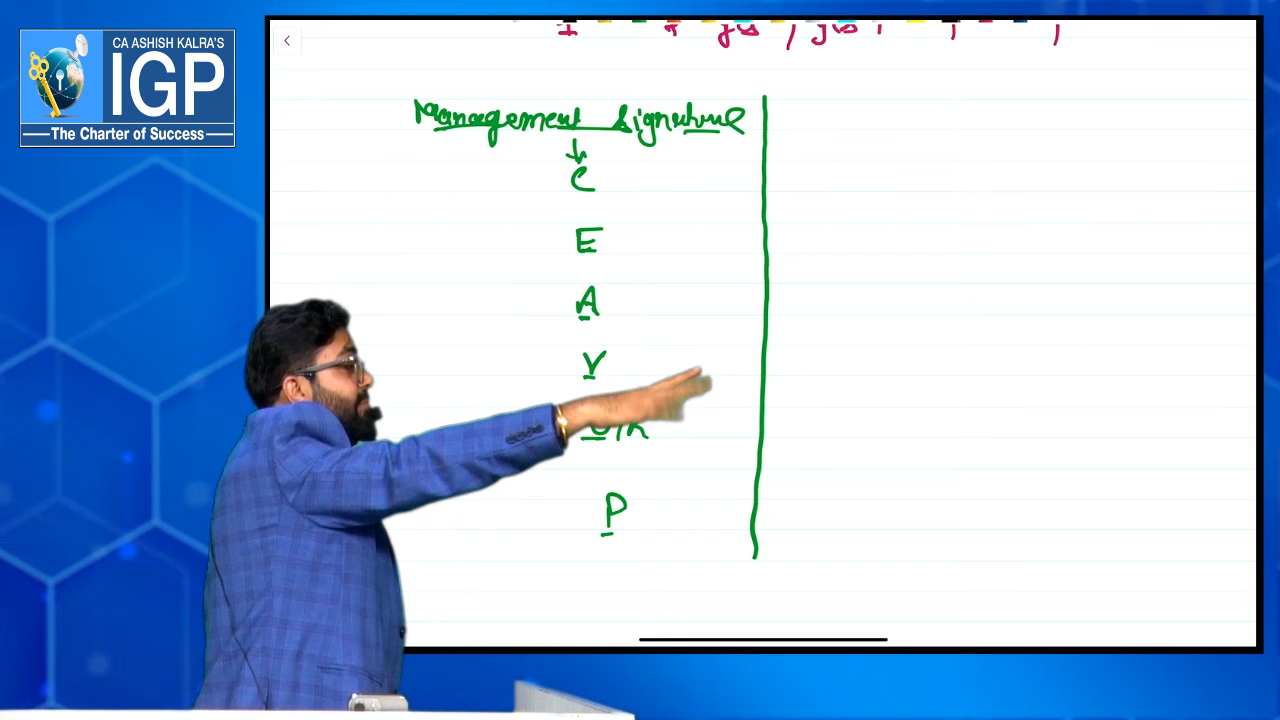 CA ASHISH KALRA'S
IGP
The Charter of Success
Management Signature
C
E
A
V
P